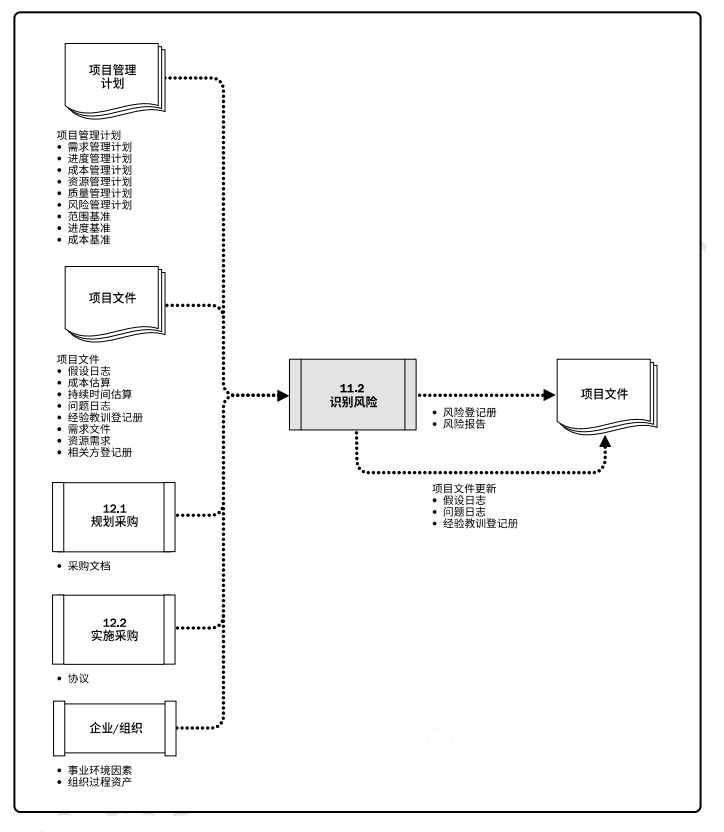 项目管理
计划
项目管理计划
• 需求管理计划
• 进度管理计划
• 成本管理计划
• 资源管理计划
• 质量管理计划
• 风险管理计划
• 范围基准
• 进度基准
• 成本基准
项目文件
项目文件
• 假设日志
• 成本估算
• 持续时间估算
• 问题日志
• 经验教训登记册
• 需求文件
• 资源需求
• 相关方登记册
12.1
规划采购
• 采购文档
12.2
实施采购
• 协议
企业/组织
• 事业环境因素
• 组织过程资产
11.2
识别风险
• 风险登记册
• 风险报告
项目文件
项目文件更新
• 假设日志
• 问题日志
• 经验教训登记册